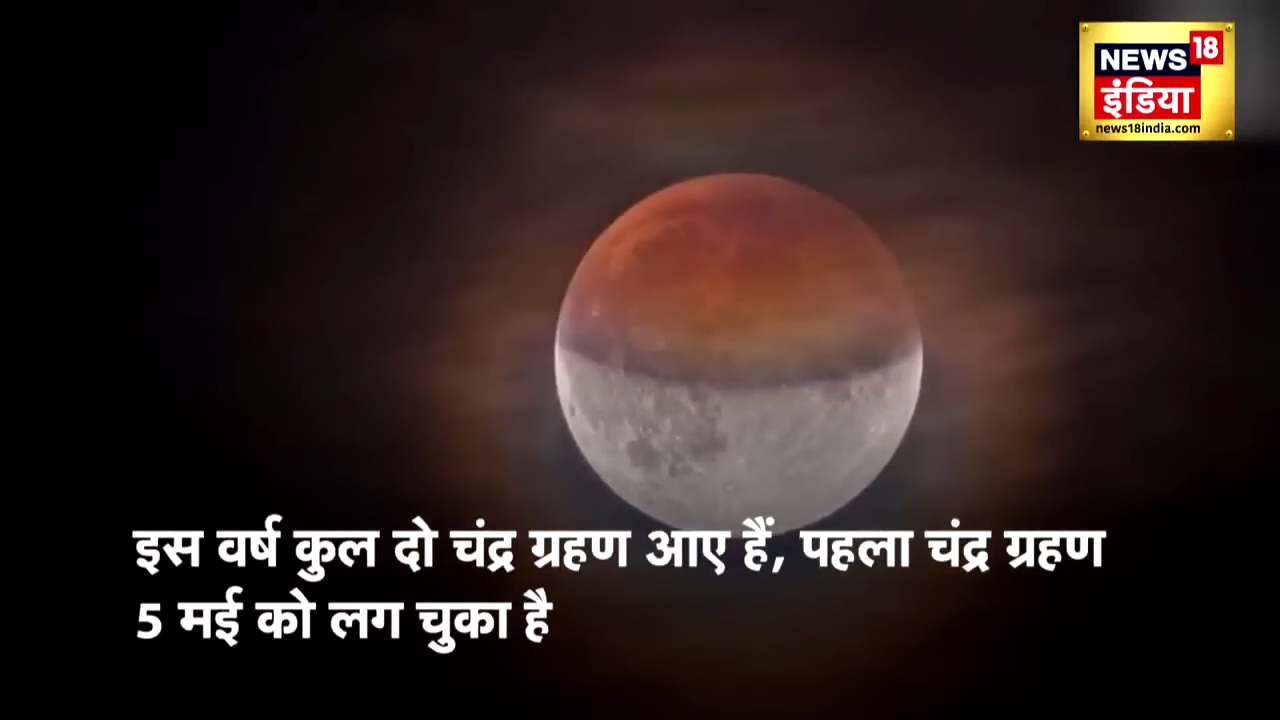 NEWS 18
इंडिया
news18india.com
इस वर्ष कुल दो चंद्र ग्रहण आए हैं, पहला चंद्र ग्रहण
5 मई को लग चुका है